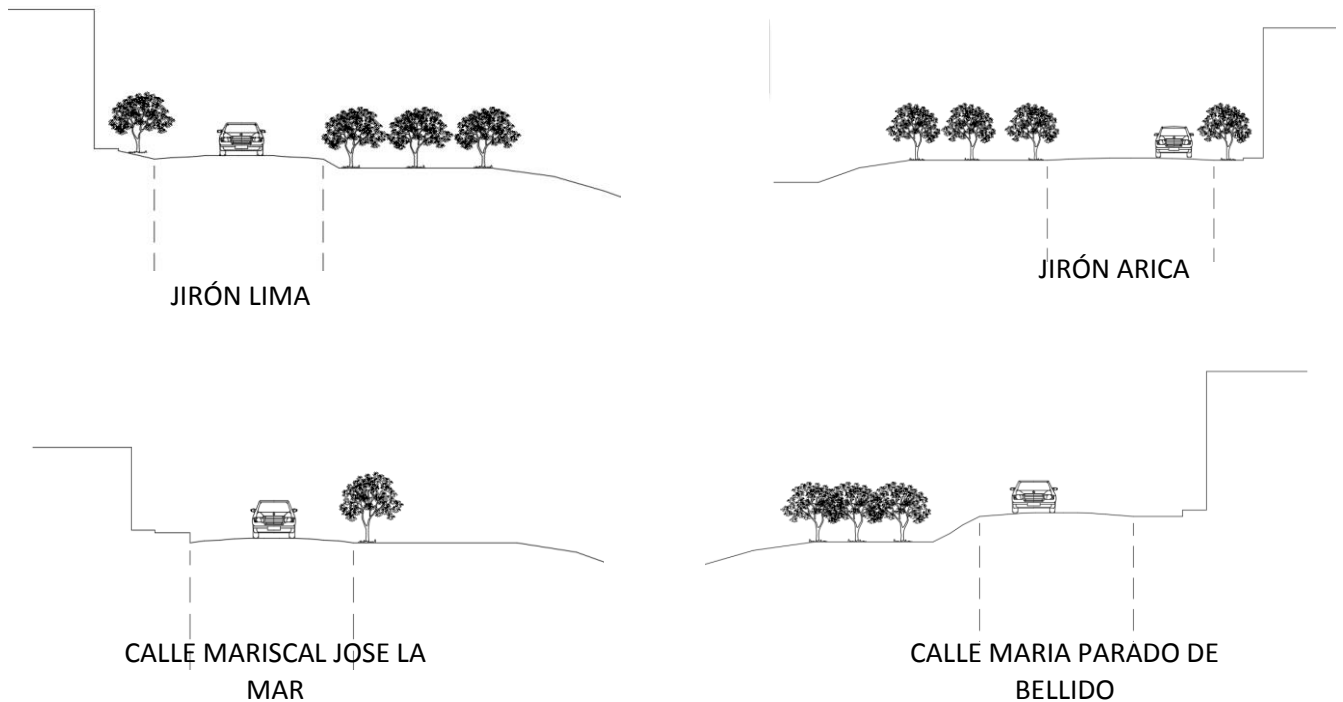 JIRÓN LIMA
JIRÓN ARICA
CALLE MARISCAL JOSE LA
MAR
CALLE MARIA PARADO DE
BELLIDO